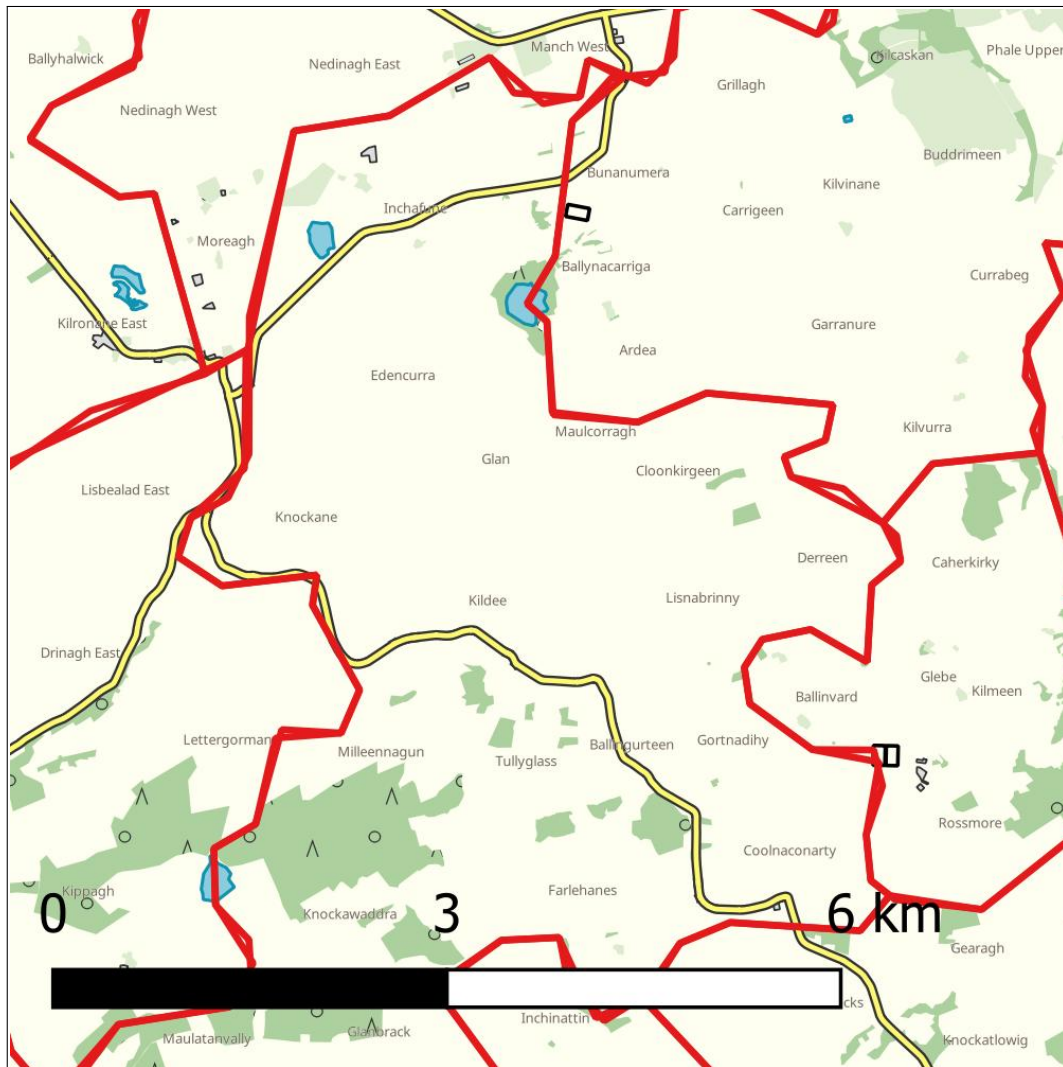 Manch West
Phale Upper
Ballyhalwick
Nedinagh East
Kilcaskan
Grillagh
Nedinagh West
Buddrimeen
Bunanumera
Kilvinane
Inchafune
Carrigeen
Moreagh
Ballynacarriga
Currabeg
Kilronane East
Garranure
Ardea
Edencurra
Kilvurra
Maulcorragh
Glan
Cloonkirgeen
Lisbealad East
Knockane
Derreen
Caherkirky
Kildee
Lisnabrinny
Drinagh East
Glebe
Kilmeen
Ballinvard
Lettergorman
Gortnadihy
Ballingurteen
Milleennagun
Tullyglass
Rossmore
Coolnaconarty
Kippagh
Farlehanes
Knockawaddra
0 3 6 km
Gearagh
cks
Inchinattin
Glanbrack
Maulatanvally
Knockatlowig